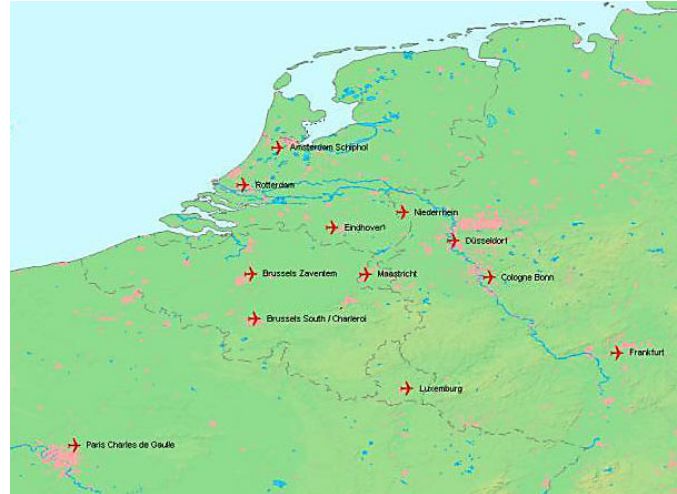 Amsterdam Schiphol
Rotterdam
Niederrhein
Eindhoven
Düsseldorf
Brussels Zaventem
Maastricht
Cologne Bonn
Brussels South / Charleroi
Frankfurt
Luxemburg
Paris Charles de Gaulle